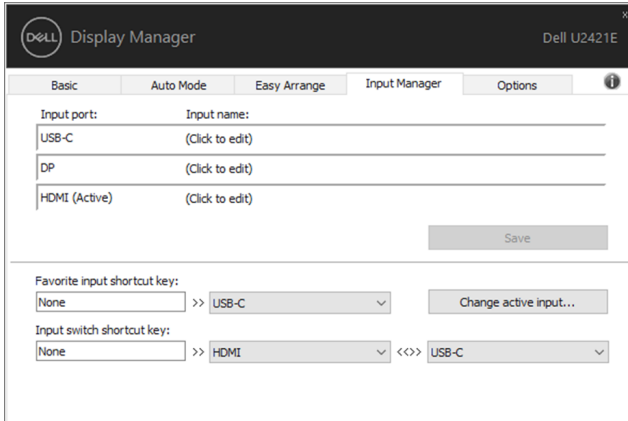 DELL Display Manager Dell U2421E x
Basic Auto Mode Easy Arrange Input Manager Options i
Input port: Input name:
USB-C (Click to edit)
DP (Click to edit)
HDMI (Active) (Click to edit)
Save
Favorite input shortcut key:
None >> USB-C Change active input...
Input switch shortcut key:
None >> HDMI <<>> USB-C